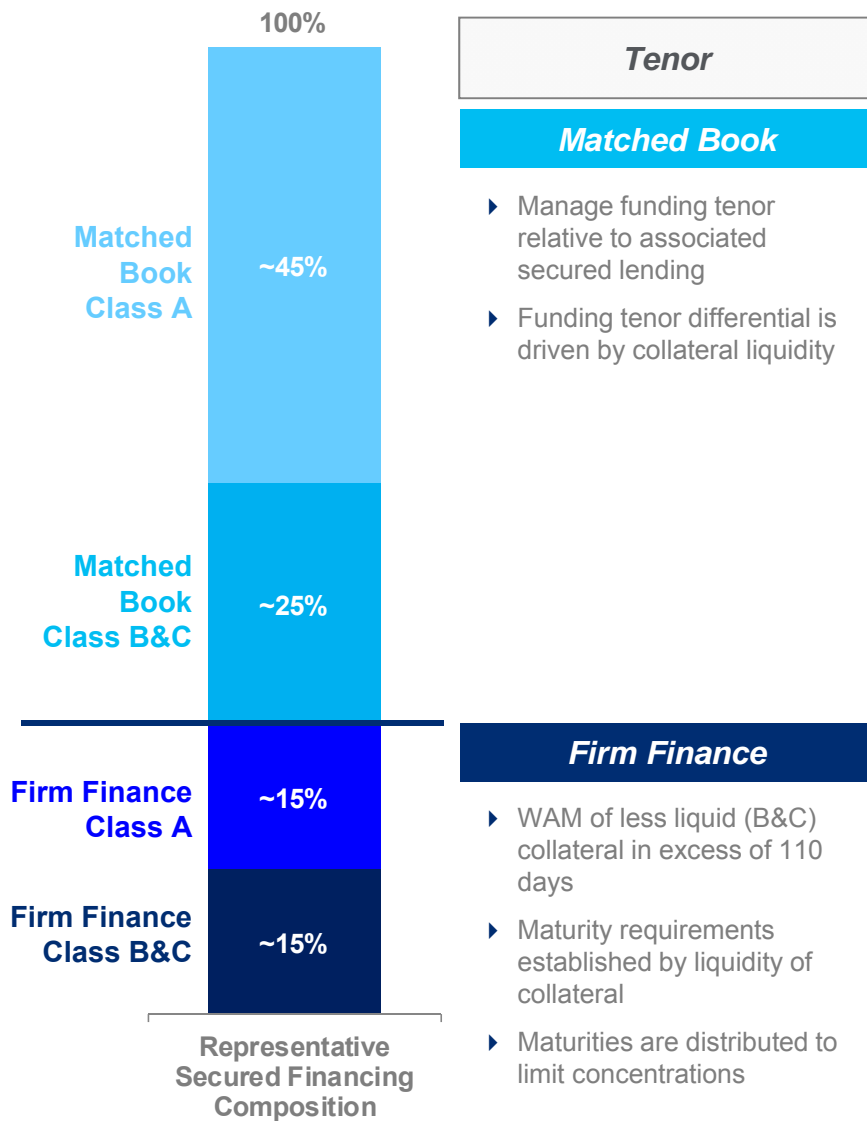 100%
Matched
Book
Class A
~45%
Matched
Book
Class B&C
~25%
Firm Finance
Class A
~15%
Firm Finance
Class B&C
~15%
Representative
Secured Financing
Composition
Tenor
Matched Book
Manage funding tenor
relative to associated
secured lending
Funding tenor differential is
driven by collateral liquidity
Firm Finance
WAM of less liquid (B&C)
collateral in excess of 110
days
Maturity requirements
established by liquidity of
collateral
Maturities are distributed to
limit concentrations